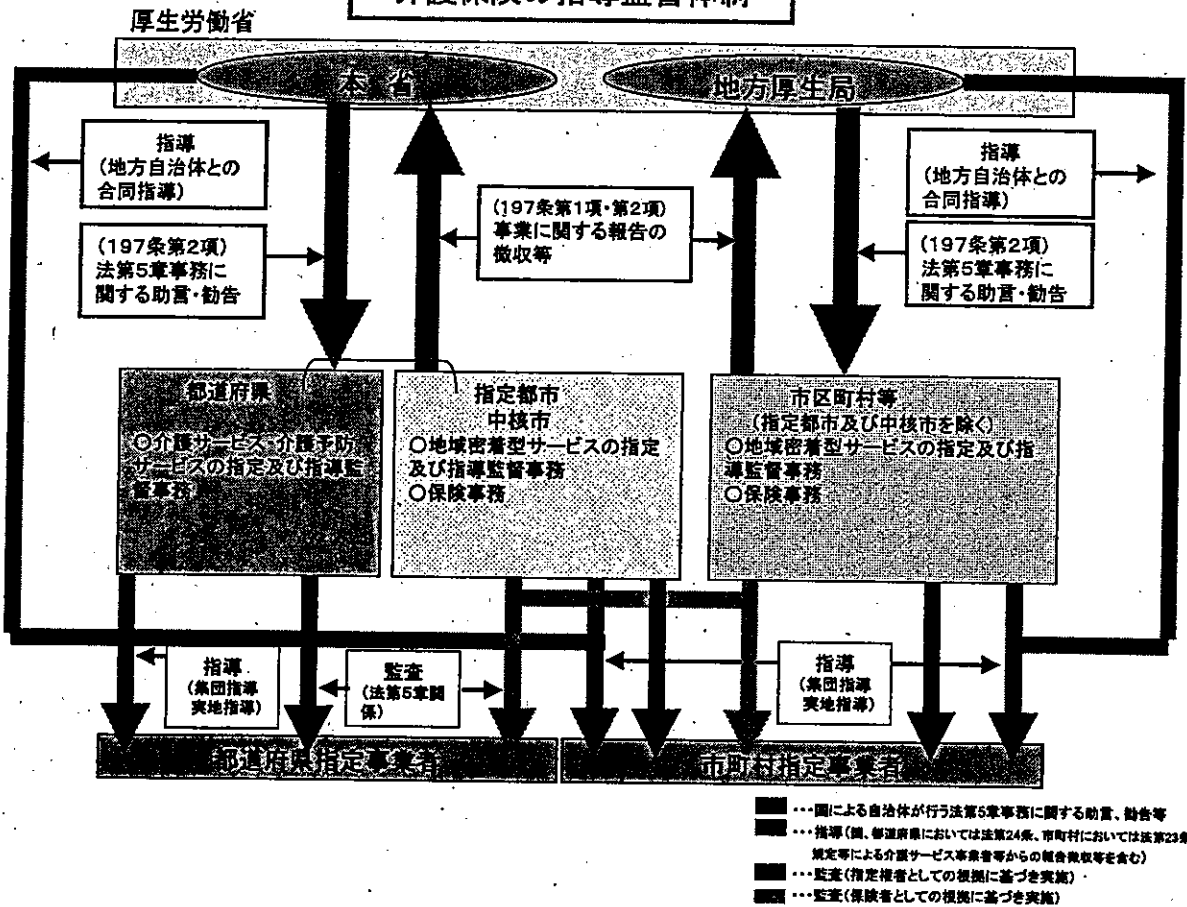 介護保険の指導監督体制
厚生労働省
本省
地方厚生局
指導
(地方自治体との
合同指導)
(197条第2項)
法第5章事務に
関する助言・勧告
(197条第1項・第2項)
事業に関する報告の
徴収等
指導
(地方自治体との
合同指導)
(197条第2項)
法第5章事務に
関する助言・勧告
都道府県
○介護サービス・介護予防
サービスの指定及び指導監
督事務
指定都市
中核市
○地域密着型サービスの指定
及び指導監督事務
○保険事務
市区町村等
(指定都市及び中核市を除く)
○地域密着型サービスの指定及び指
導監督事務
○保険事務
指導
(集団指導
実地指導)
監査
(法第5章関
係)
指導
(集団指導
実地指導)
都道府県指定事業者
市町村指定事業者
…国による自治体が行う法第5章事務に関する助言、勧告等
…指導(国、都道府県においては法第24条、市町村においては法第23条
規定等による介護サービス事業者等からの報告徴収等を含む)
…監査(指定権者としての根拠に基づき実施)
…監査(保険者としての根拠に基づき実施)